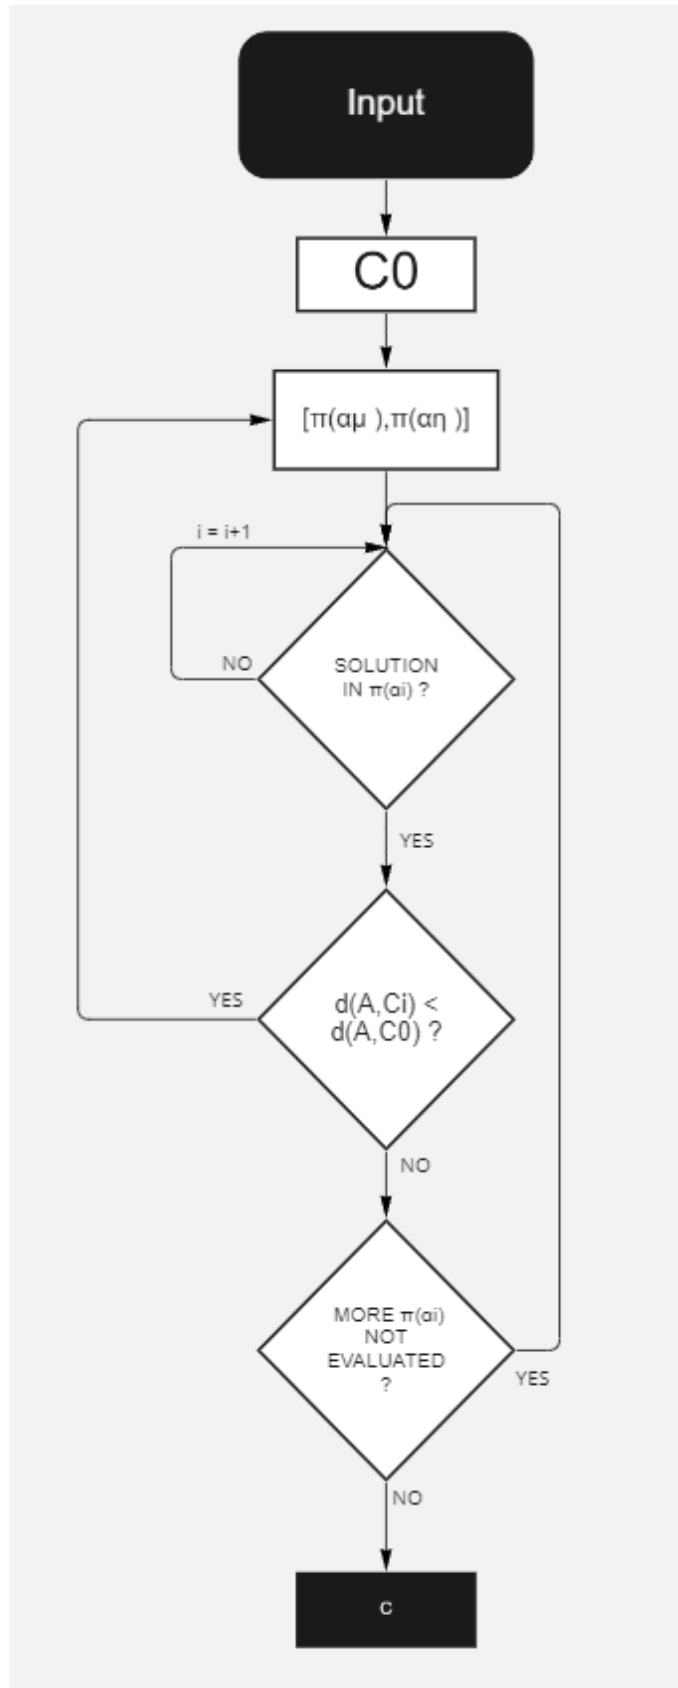 Input
C0
[π(αμ ),π(αη )]
i = i+1
NO
SOLUTION
IN π(αi) ?
YES
YES
d(A,Ci) <
d(A,C0) ?
NO
MORE π(αi)
NOT
EVALUATED
?
YES
NO
C